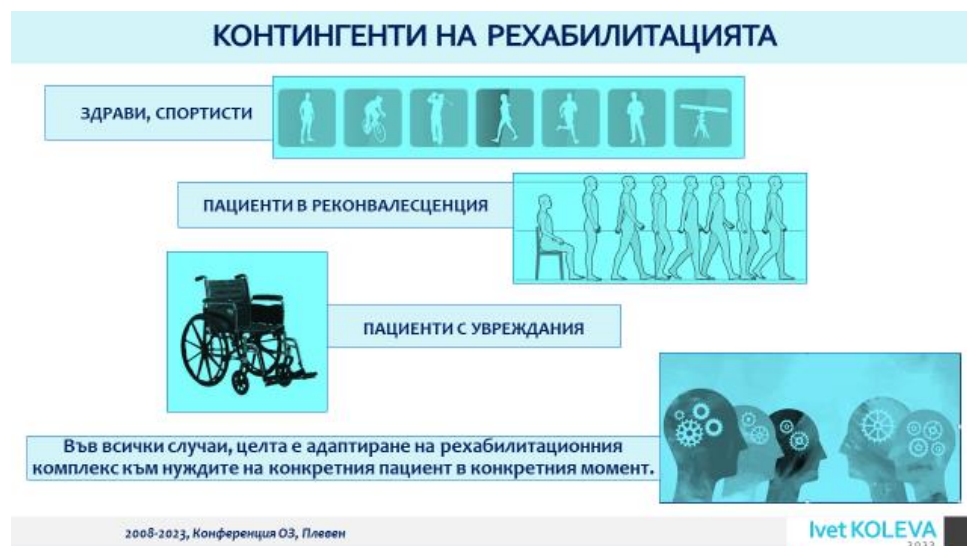 КОНТИНГЕНТИ НА РЕХАБИЛИТАЦИЯТА
ЗДРАВИ, СПОРТИСТИ
ПАЦИЕНТИ В РЕКОНВАЛЕСЦЕНЦИЯ
ПАЦИЕНТИ С УВРЕЖДАНИЯ
Във всички случаи, целта е адаптиране на рехабилитационния
комплекс към нуждите на конкретния пациент в конкретния момент.
2008-2023, Конференция ОЗ, Плевен
Ivet KOLEVA